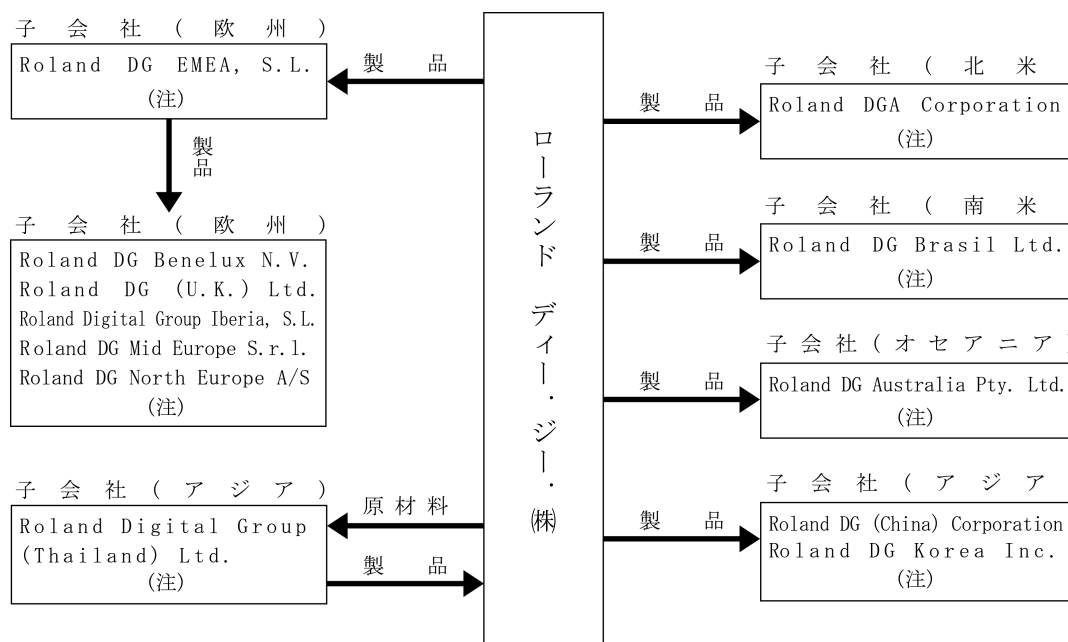 子会社(欧州)
Roland DG EMEA, S.L.
(注)
製品
製品
子会社(欧州)
Roland DG Benelux N.V.
Roland DG (U.K.) Ltd.
Roland Digital Group Iberia, S.L.
Roland DG Mid Europe S.r.l.
Roland DG North Europe A/S
(注)
子会社(アジア)
Roland Digital Group
(Thailand) Ltd.
(注)
原材料
製品
ローランド ディー.ジー.㈱
子会社(北米
製品
Roland DGA Corporation
(注)
子会社(南米
製品
Roland DG Brasil Ltd.
(注)
子会社(オセアニア)
製品
Roland DG Australia Pty. Ltd.
(注)
子会社(アジア
製品
Roland DG (China) Corporation
Roland DG Korea Inc.
(注)